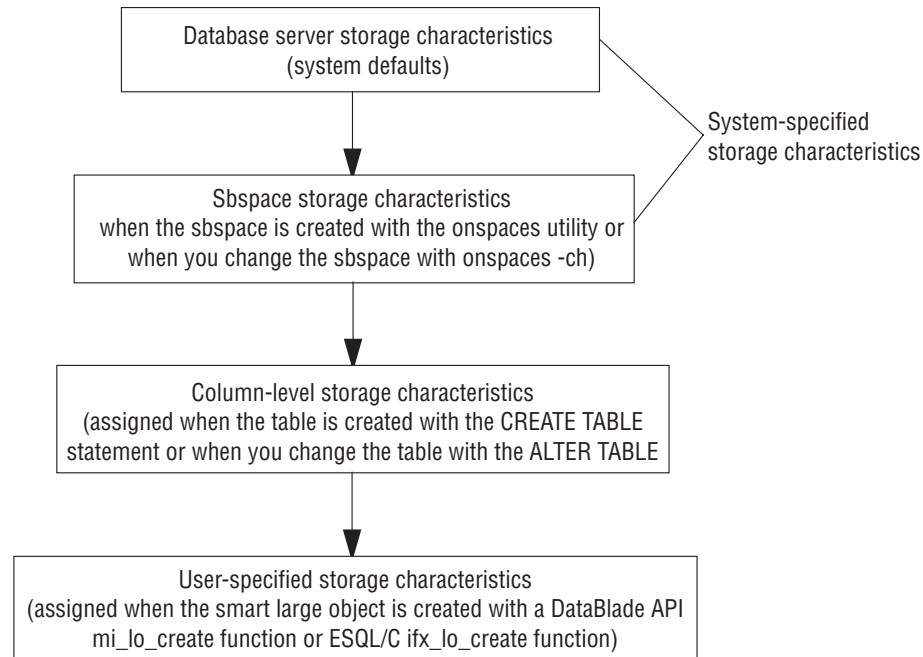 Database server storage characteristics
(system defaults)
System-specified
storage characteristics
Sbspace storage characteristics
when the sbspace is created with the onspaces utility or
when you change the sbspace with onspaces -ch)
Column-level storage characteristics
(assigned when the table is created with the CREATE TABLE
statement or when you change the table with the ALTER TABLE
User-specified storage characteristics
(assigned when the smart large object is created with a DataBlade API
mi_lo_create function or ESQL/C ifx_lo_create function)